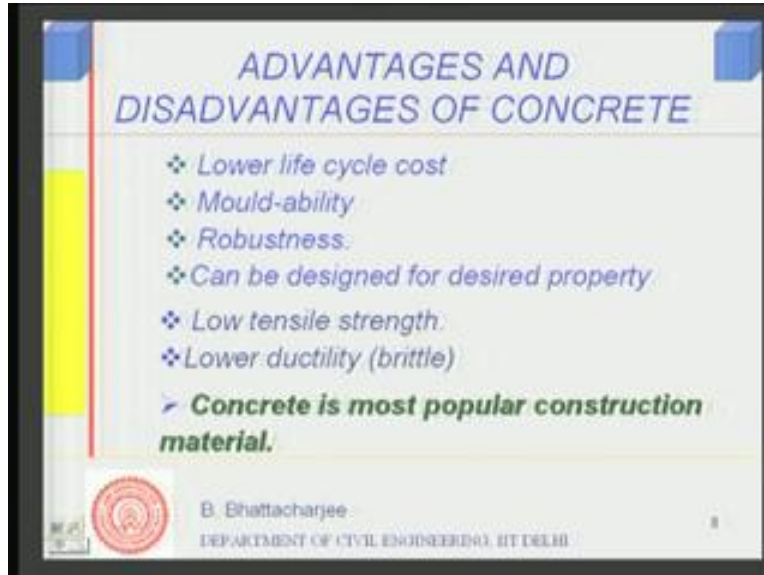 ADVANTAGES AND
DISADVANTAGES OF CONCRETE
❖ Lower life cycle cost
❖ Mould-ability
❖ Robustness.
❖Can be designed for desired property
❖ Low tensile strength.
❖Lower ductility (brittle)
➢ Concrete is most popular construction
material.
B. Bhattacharjee
DEPARTMENT OF CIVIL ENGINEERING, IIT DELHI
8